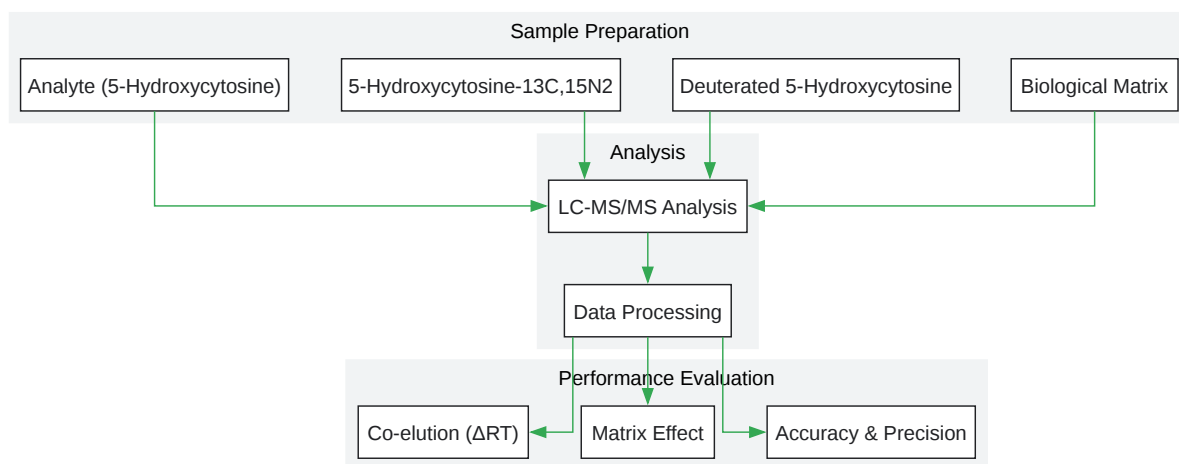 Sample Preparation
Analyte (5-Hydroxycytosine)
5-Hydroxycytosine-13C,15N2
Deuterated 5-Hydroxycytosine
Biological Matrix
Analysis
LC-MS/MS Analysis
Data Processing
Performance Evaluation
Co-elution (ΔRT)
Matrix Effect
Accuracy & Precision